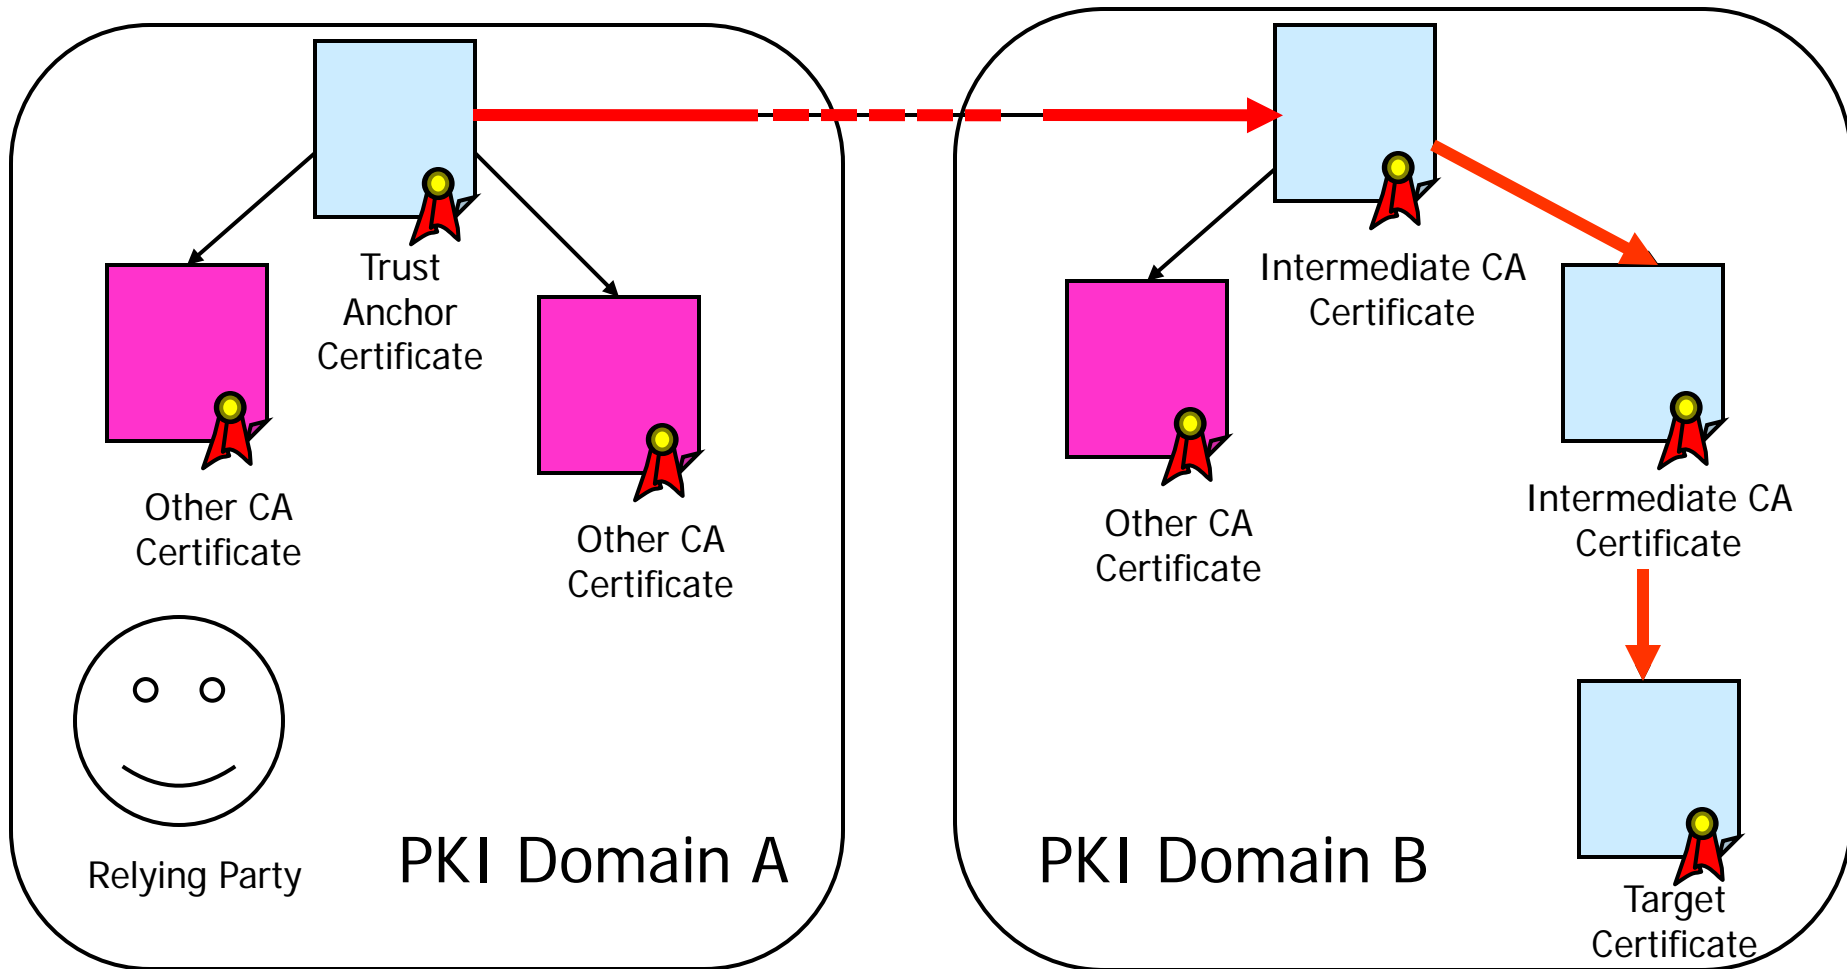 Trust
Anchor
Certificate
Other CA
Certificate
Other CA
Certificate
Relying Party
PKI Domain A
Intermediate CA
Certificate
Other CA
Certificate
Intermediate CA
Certificate
PKI Domain B
Target
Certificate